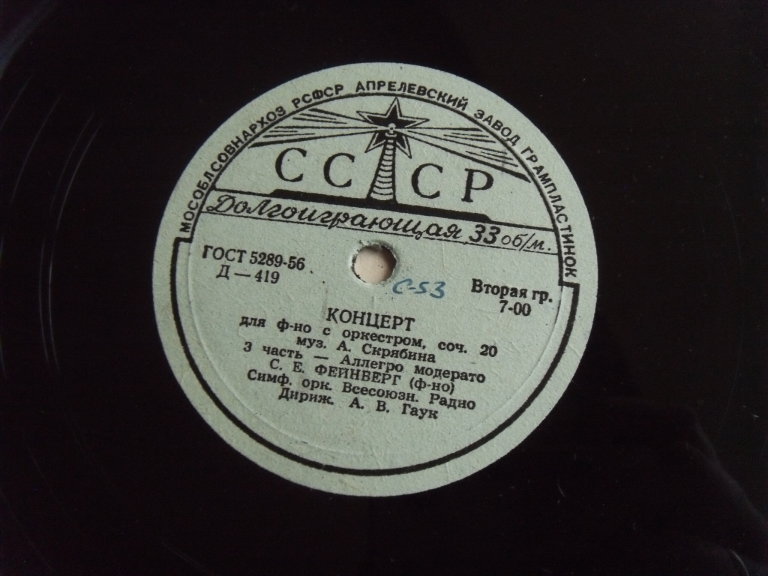 МОСОБЛСОВНАРХОЗ РСФСР АПРЕЛЕВСКИЙ ЗАВОД ГРАМПЛАСТИНОК
СССР
Долгоиграющая 33 об/м.
ГОСТ 5289-56
Д — 419
С-53
Вторая гр.
7-00
КОНЦЕРТ
для ф-но с оркестром, соч. 20
муз. А. Скрябина
3 часть — Аллегро модерато
С. Е. ФЕЙНБЕРГ (ф-но)
Симф. орк. Всесоюзн. Радио
Дириж. А. В. Гаук